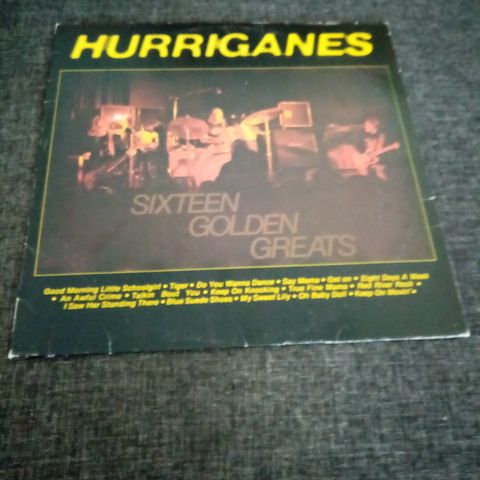 HURRIGANES
SIXTEEN
GOLDEN
GREATS
Good Morning Little Schoolgirl • Tiger • Do You Wanna Dance • Say Mama • Get on • Eight Days A Week
• An Awful Crime • Talkin Bout You • Keep On Knocking • True Fine Mama • Red River Rock •
I Saw Her Standing There • Blue Suede Shoes • My Sweet Lily • Oh Baby Doll • Keep On Movin' •